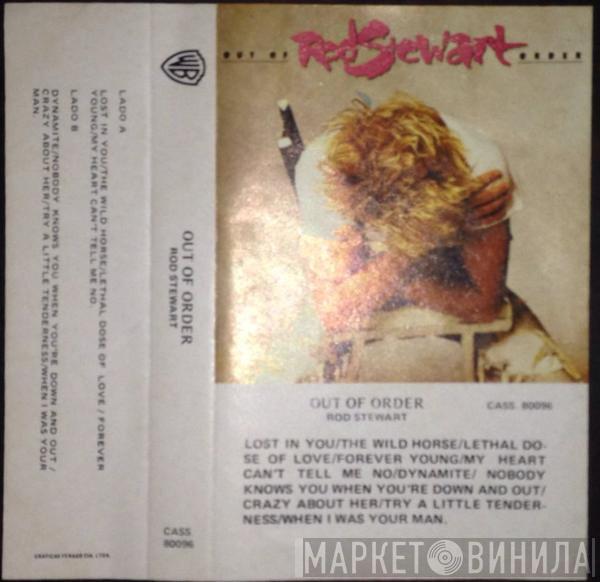 LADO A
LOST IN YOU/THE WILD HORSE/LETHAL DOSE OF LOVE / FOREVER
YOUNG/MY HEART CAN'T TELL ME NO.
LADO B
DYNAMITE/NOBODY KNOWS YOU WHEN YOU'RE DOWN AND OUT /
CRAZY ABOUT HER/TRY A LITTLE TENDERNESS/WHEN I WAS YOUR
MAN.
WB
OUT OF ORDER
ROD STEWART
CASS.
80096
OUT OF Rod Stewart ORDER
OUT OF ORDER CASS. 80096
ROD STEWART
LOST IN YOU/THE WILD HORSE/LETHAL DO-
SE OF LOVE/FOREVER YOUNG/MY HEART
CAN'T TELL ME NO/DYNAMITE/ NOBODY
KNOWS YOU WHEN YOU'RE DOWN AND OUT/
CRAZY ABOUT HER/TRY A LITTLE TENDER-
NESS/WHEN I WAS YOUR MAN.
МАРКЕТ ВИНИЛА